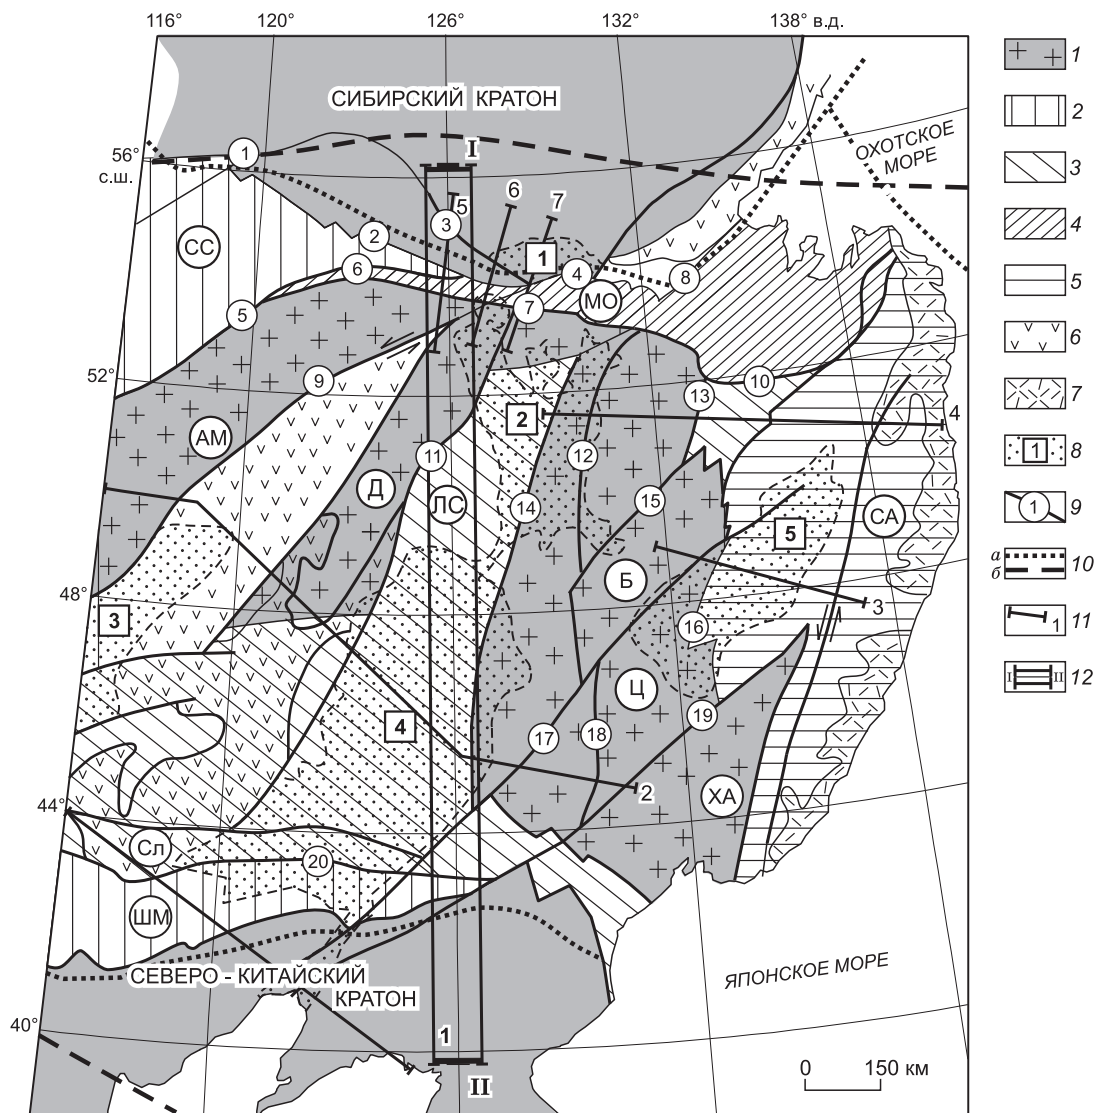 116°
120°
126°
132°
138° в.д.
СИБИРСКИЙ КРАТОН
ОХОТСКОЕ
МОРЕ
56°
с.ш.
1
I
5
6
7
3
2
1
СС
6
4
8
МО
5
7
52°
9
13
10
2
4
АМ
11
12
Д
ЛС
14
15
5
СА
48°
3
Б
3
16
Ц
4
19
17
18
2
ХА
44°
Сл
20
ШМ
СЕВЕРО - КИТАЙСКИЙ
КРАТОН
ЯПОНСКОЕ МОРЕ
40°
1
II
0 150 км
1
2
3
4
5
6
7
1 8
1 9
а
б 10
1 11
I II 12